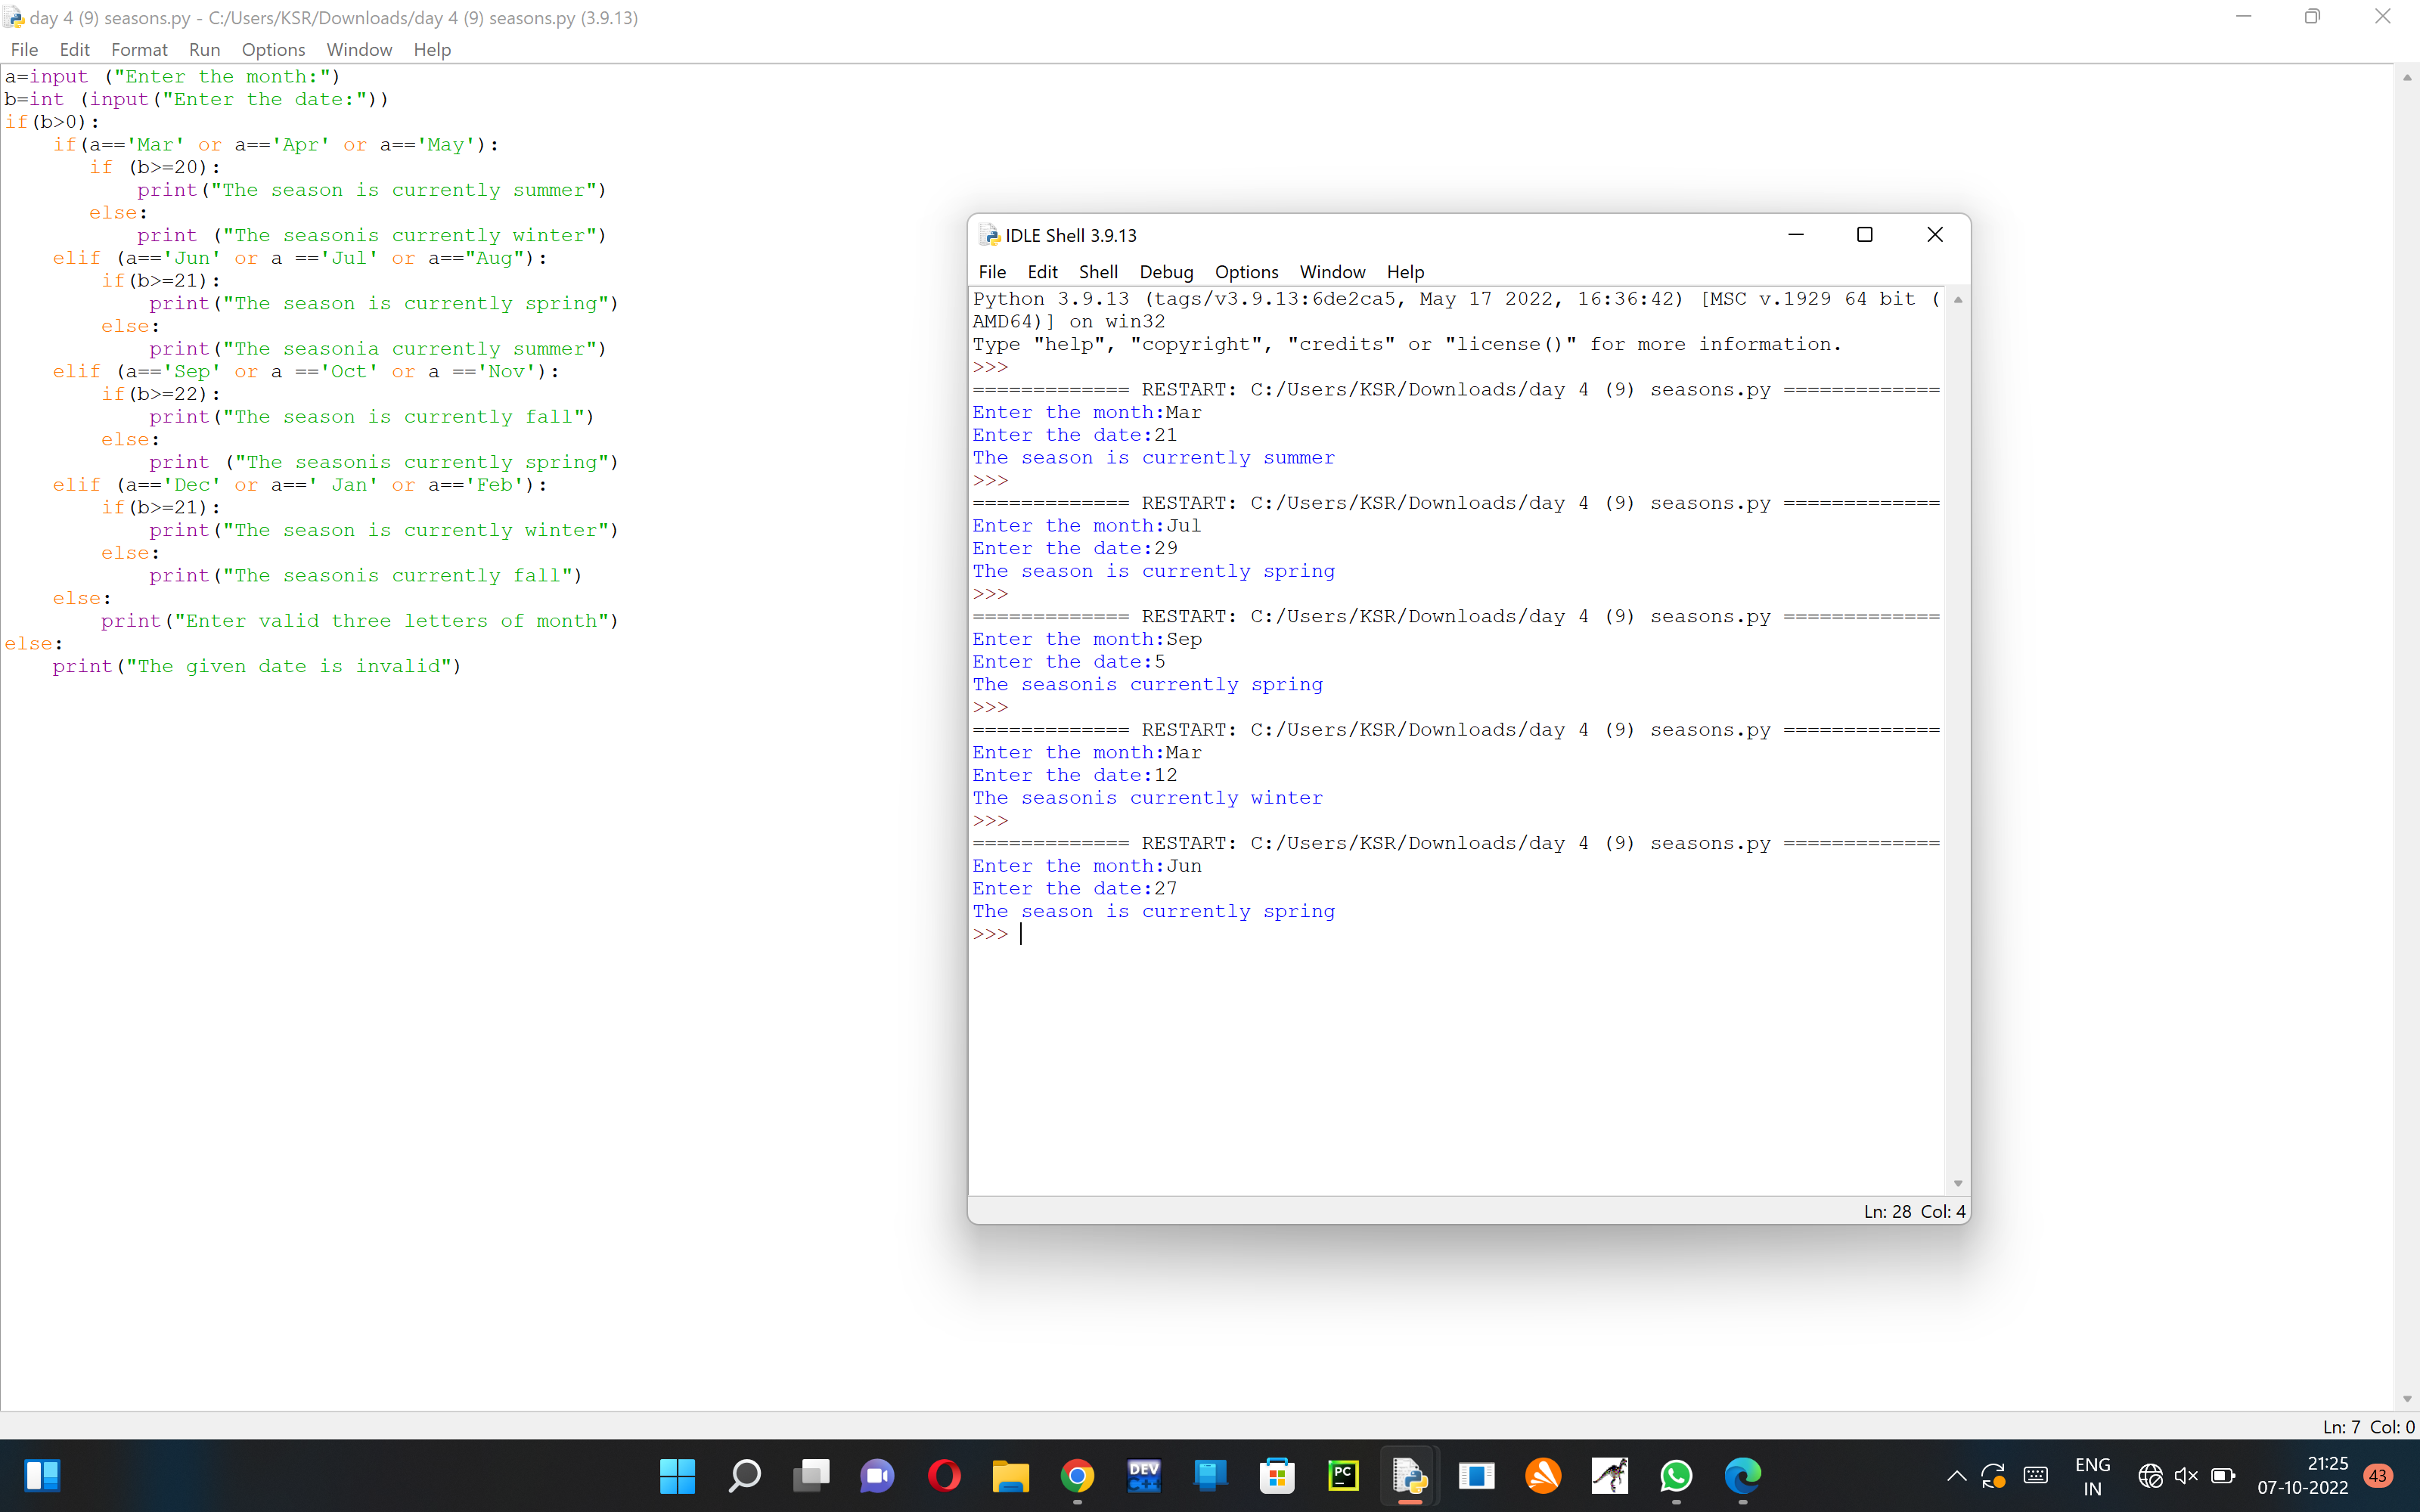 day 4 (9) seasons.py - C:/Users/KSR/Downloads/day 4 (9) seasons.py (3.9.13)
File Edit Format Run Options Window Help
a=input ("Enter the month:")
b=int (input("Enter the date:"))
if(b>0):
    if(a=='Mar' or a=='Apr' or a=='May'):
       if (b>=20):
           print("The season is currently summer")
       else:
           print ("The seasonis currently winter")
    elif (a=='Jun' or a =='Jul' or a=="Aug"):
        if(b>=21):
            print("The season is currently spring")
        else:
            print("The seasonia currently summer")
    elif (a=='Sep' or a =='Oct' or a =='Nov'):
        if(b>=22):
            print("The season is currently fall")
        else:
            print ("The seasonis currently spring")
    elif (a=='Dec' or a==' Jan' or a=='Feb'):
        if(b>=21):
            print("The season is currently winter")
        else:
            print("The seasonis currently fall")
    else:
        print("Enter valid three letters of month")
else:
    print("The given date is invalid")
IDLE Shell 3.9.13
File Edit Shell Debug Options Window Help
Python 3.9.13 (tags/v3.9.13:6de2ca5, May 17 2022, 16:36:42) [MSC v.1929 64 bit (
AMD64)] on win32
Type "help", "copyright", "credits" or "license()" for more information.
>>>
============= RESTART: C:/Users/KSR/Downloads/day 4 (9) seasons.py =============
Enter the month:Mar
Enter the date:21
The season is currently summer
>>>
============= RESTART: C:/Users/KSR/Downloads/day 4 (9) seasons.py =============
Enter the month:Jul
Enter the date:29
The season is currently spring
>>>
============= RESTART: C:/Users/KSR/Downloads/day 4 (9) seasons.py =============
Enter the month:Sep
Enter the date:5
The seasonis currently spring
>>>
============= RESTART: C:/Users/KSR/Downloads/day 4 (9) seasons.py =============
Enter the month:Mar
Enter the date:12
The seasonis currently winter
>>>
============= RESTART: C:/Users/KSR/Downloads/day 4 (9) seasons.py =============
Enter the month:Jun
Enter the date:27
The season is currently spring
>>>
Ln: 28 Col: 4
Ln: 7 Col: 0
DEV
C++
PC
ENG
IN
21:25
07-10-2022
43